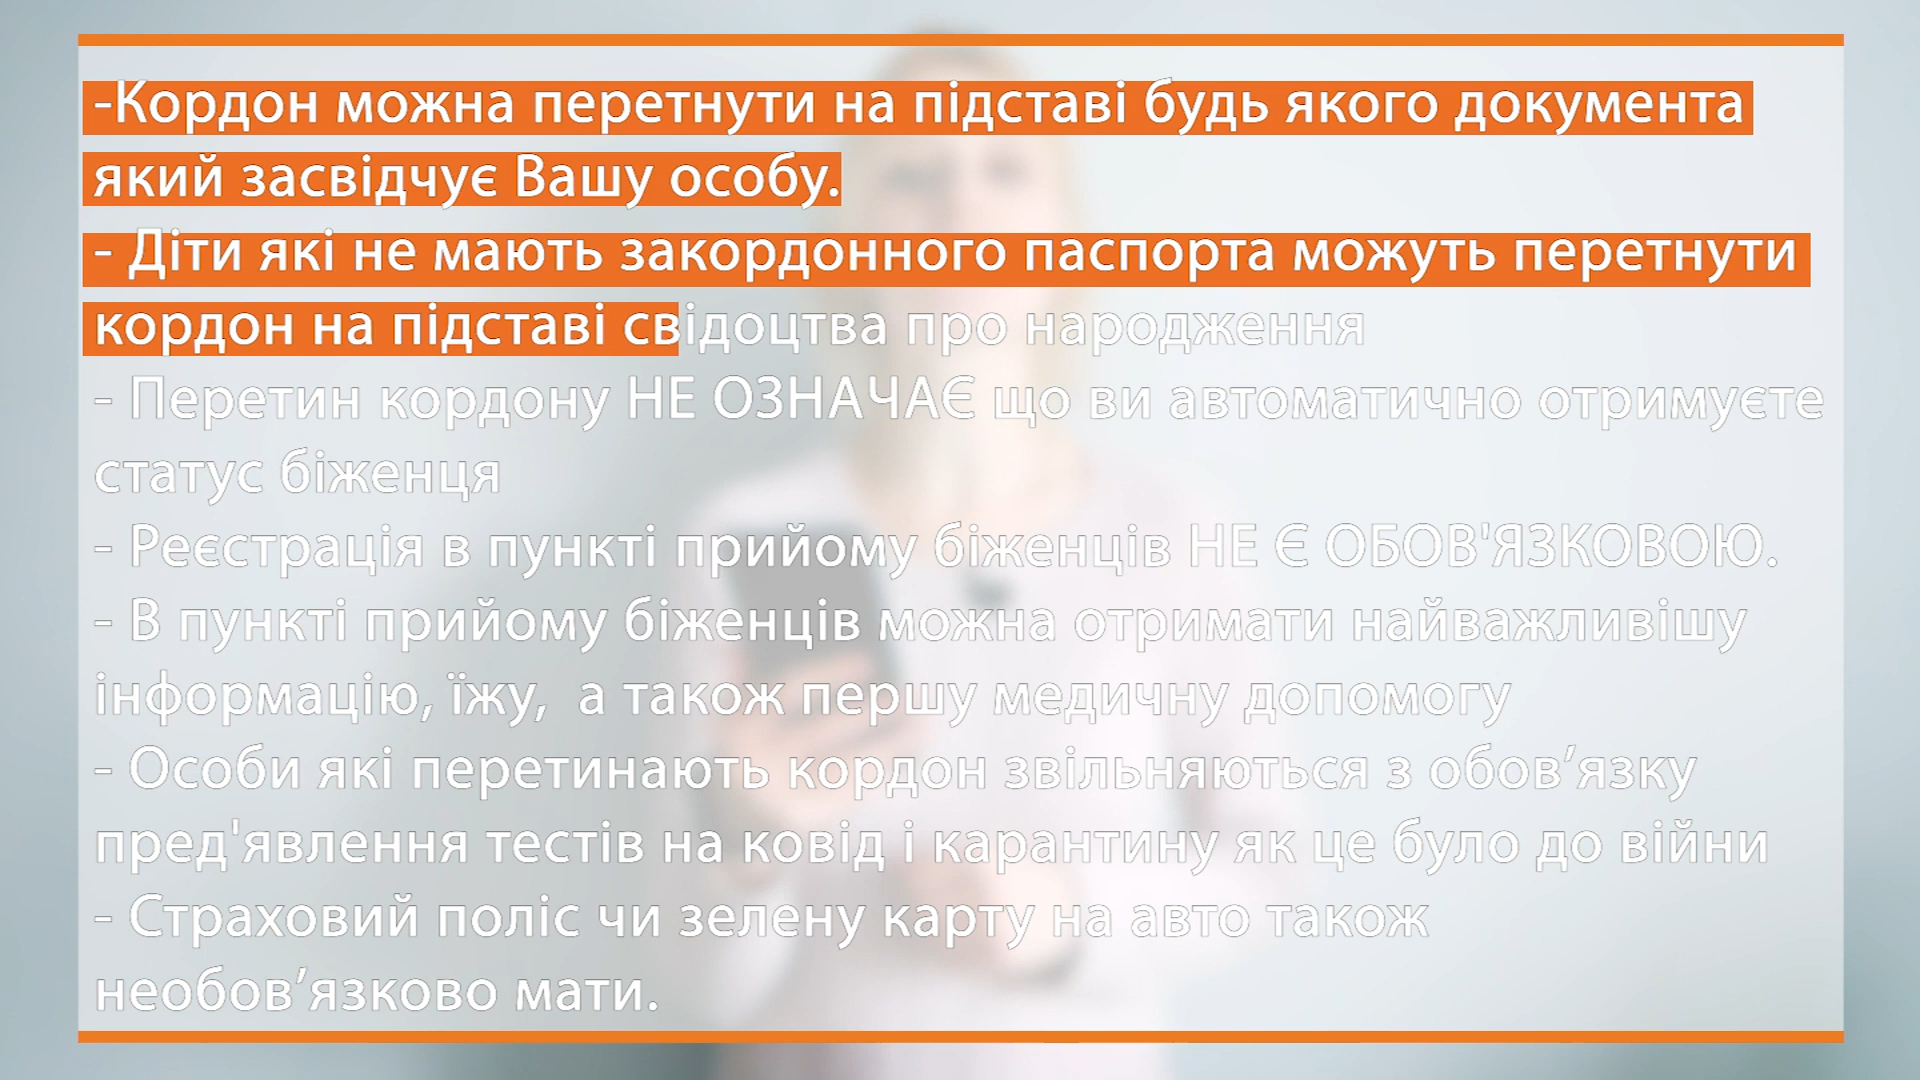 -Кордон можна перетнути на підставі будь якого документа
який засвідчує Вашу особу.
- Діти які не мають закордонного паспорта можуть перетнути
кордон на підставі свідоцтва про народження
- Перетин кордону НЕ ОЗНАЧАЄ що ви автоматично отримуєте
статус біженця
- Реєстрація в пункті прийому біженців НЕ Є ОБОВ'ЯЗКОВОЮ.
- В пункті прийому біженців можна отримати найважливішу
інформацію, їжу,  а також першу медичну допомогу
- Особи які перетинають кордон звільняються з обов’язку
пред'явлення тестів на ковід і карантину як це було до війни
- Страховий поліс чи зелену карту на авто також
необов’язково мати.